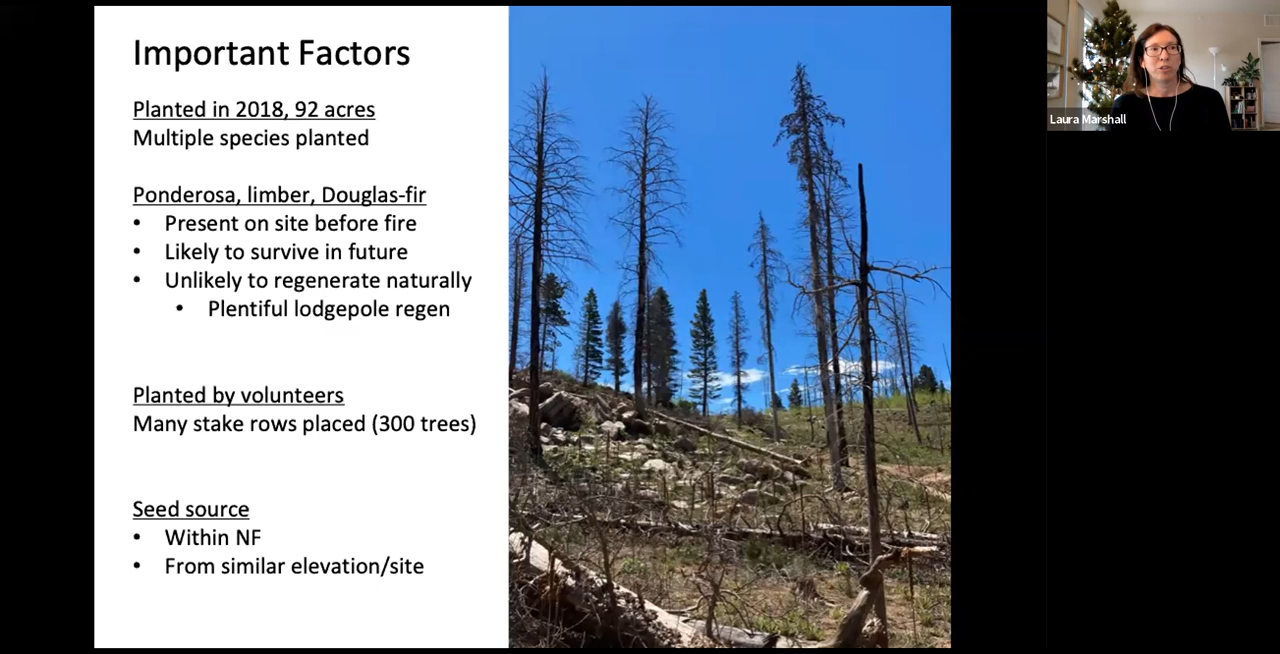 Important Factors
Planted in 2018, 92 acres
Multiple species planted
Ponderosa, limber, Douglas-fir
• Present on site before fire
• Likely to survive in future
• Unlikely to regenerate naturally
• Plentiful lodgepole regen
Planted by volunteers
Many stake rows placed (300 trees)
Seed source
• Within NF
• From similar elevation/site
Laura Marshall